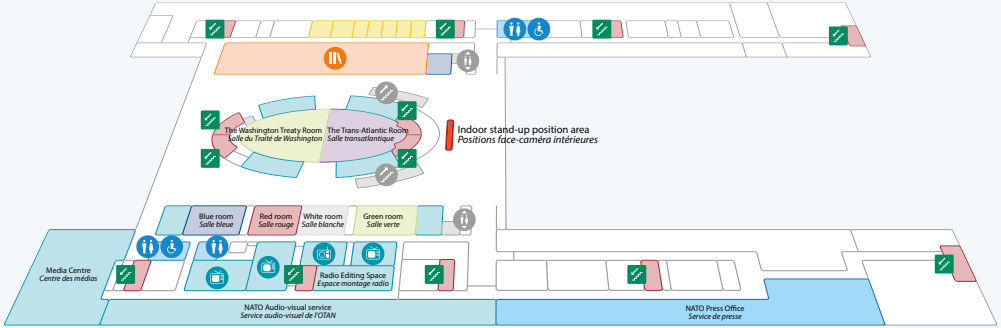 The Washington Treaty Room
Salle du Traité de Washington
The Trans-Atlantic Room
Salle transatlantique
Indoor stand-up position area
Positions face-caméra intérieures
Blue room
Salle bleue
Red room
Salle rouge
White room
Salle blanche
Green room
Salle verte
Media Centre
Centre des médias
Radio Editing Space
Espace montage radio
NATO Audio-visual service
Service audio-visuel de l'OTAN
NATO Press Office
Service de presse